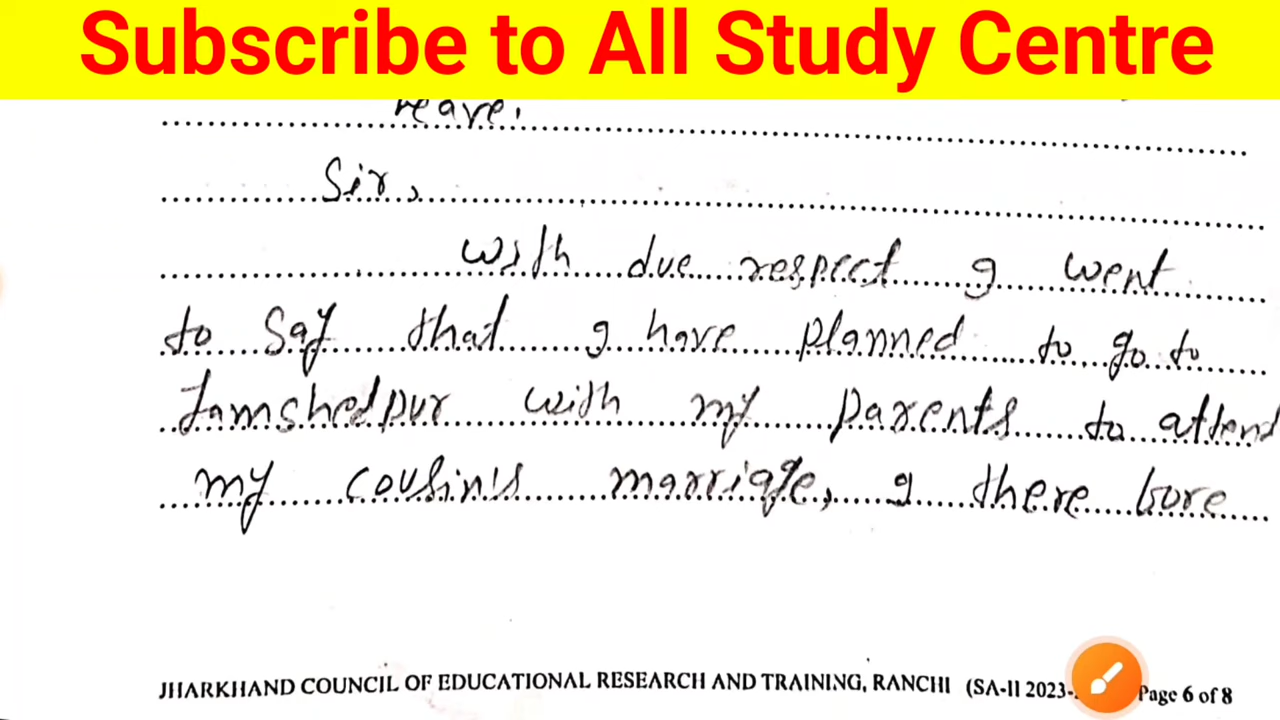 Subscribe to All Study Centre
leave.
Sir,
with due respect I went
to say that I have planned to go to
Jamshedpur with my parents to attend
my cousin's marriage, I there bore
JHARKHAND COUNCIL OF EDUCATIONAL RESEARCH AND TRAINING, RANCHI (SA-II 2023- Page 6 of 8